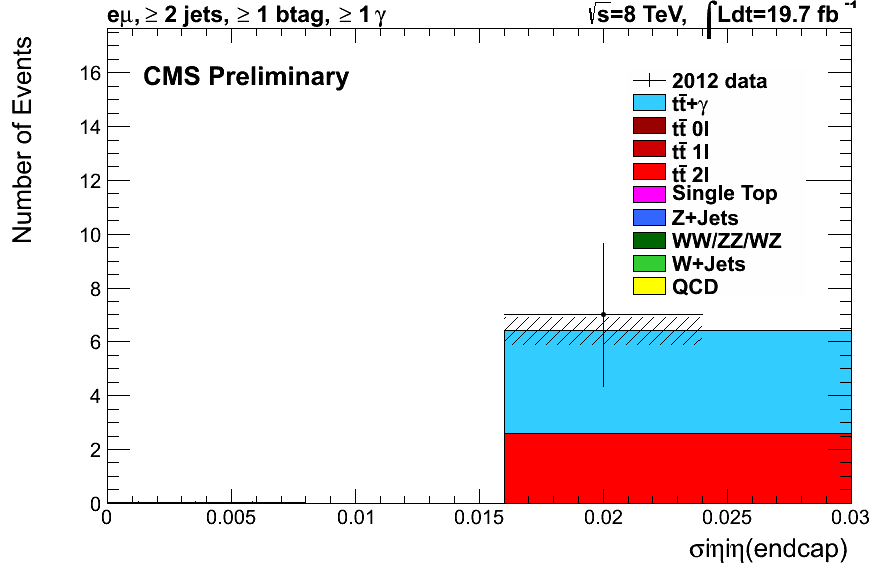 eμ, ≥ 2 jets, ≥ 1 btag, ≥ 1 γ
√s=8 TeV, ∫Ldt=19.7 fb⁻¹
CMS Preliminary
Number of Events
16
14
12
10
8
6
4
2
0
2012 data
tt̄+γ
tt̄ 0l
tt̄ 1l
tt̄ 2l
Single Top
Z+Jets
WW/ZZ/WZ
W+Jets
QCD
0 0.005 0.01 0.015 0.02 0.025 0.03
σiηiη(endcap)